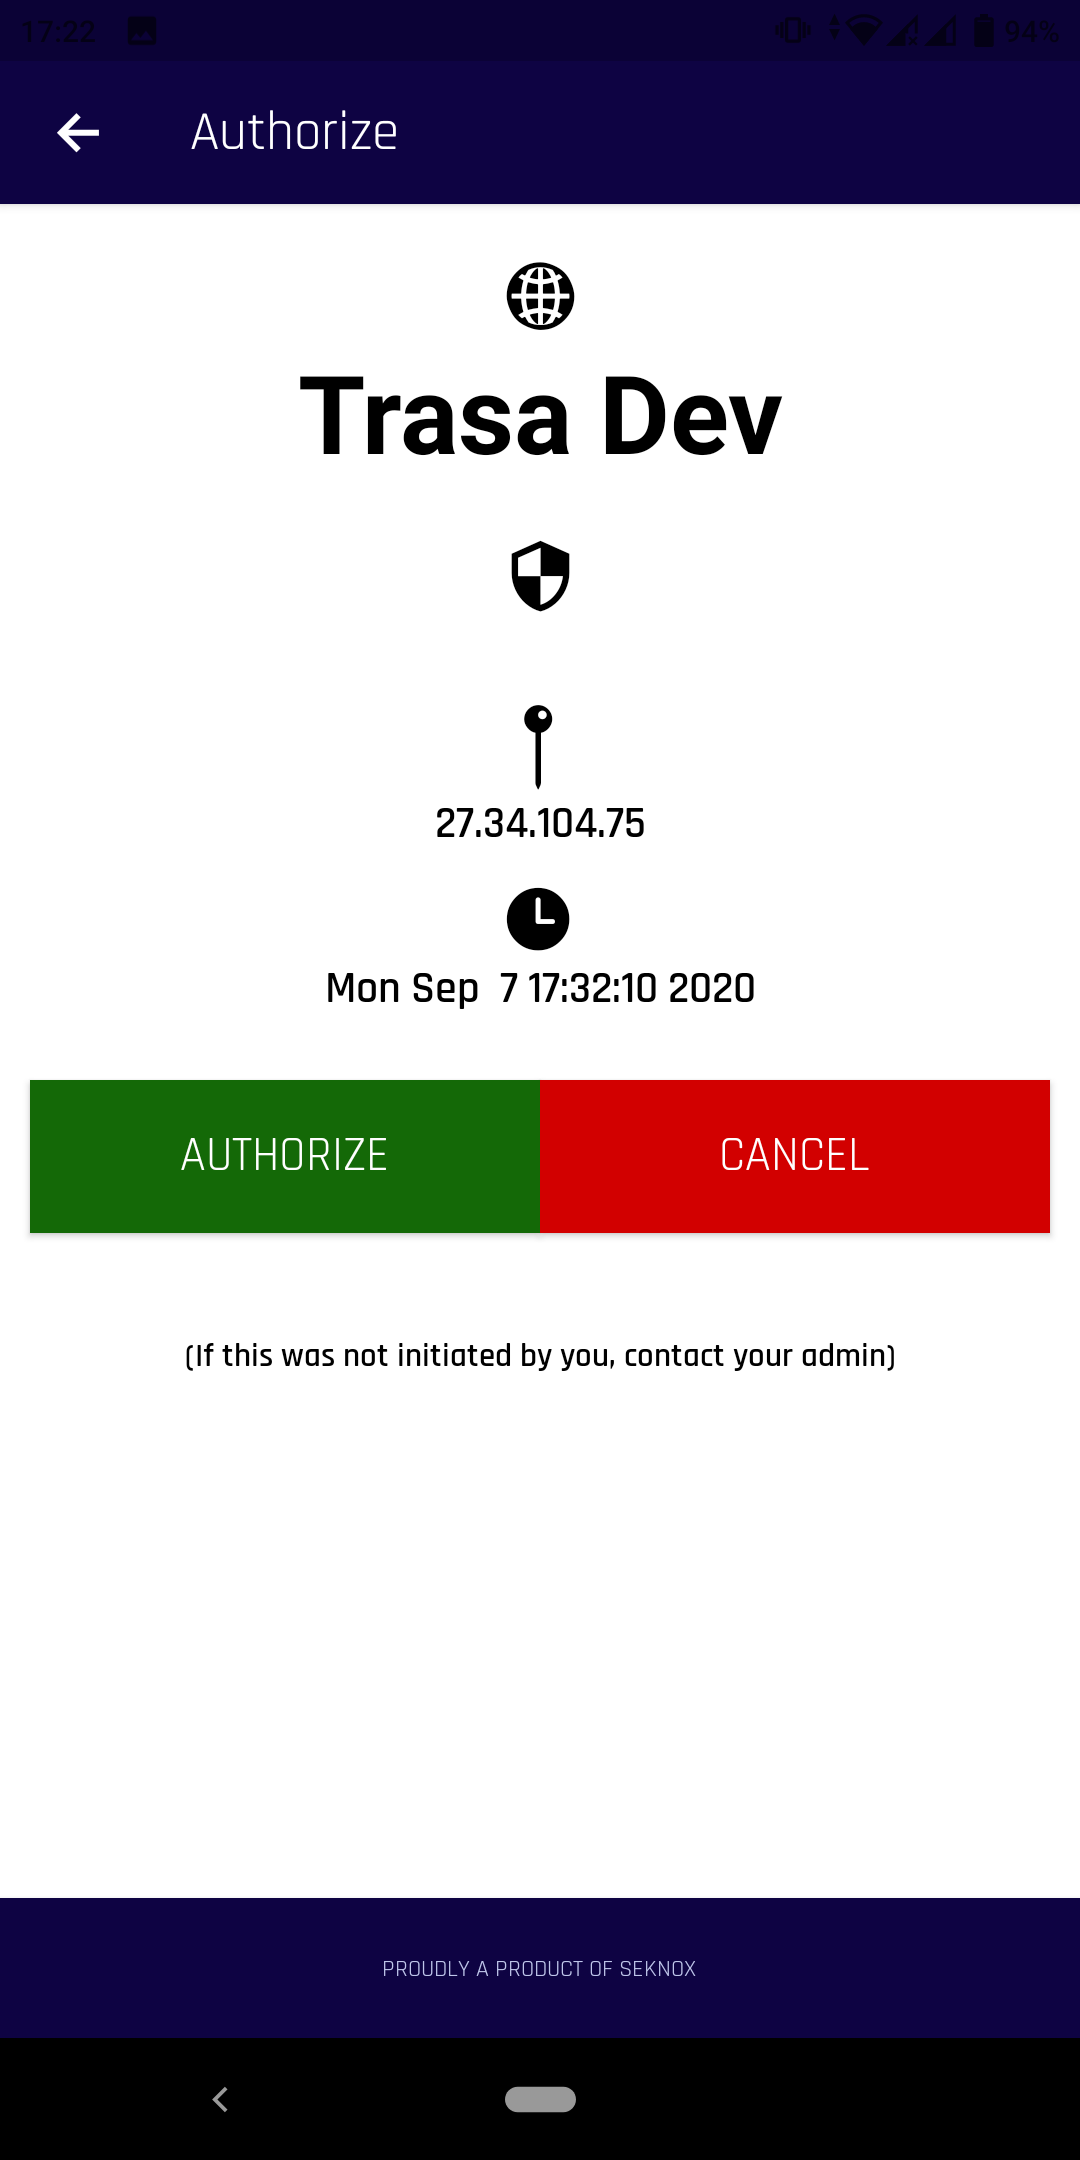 17:22
94%
Authorize
Trasa Dev
27.34.104.75
Mon Sep  7 17:32:10 2020
AUTHORIZE
CANCEL
(If this was not initiated by you, contact your admin)
PROUDLY A PRODUCT OF SEKNOX